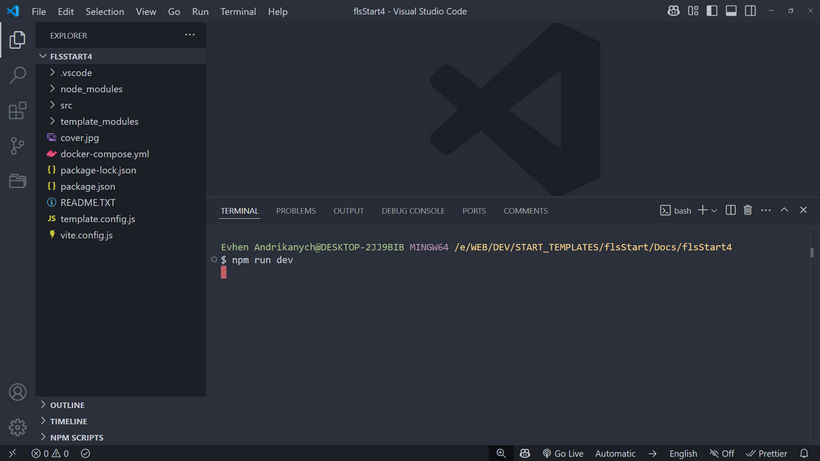 File Edit Selection View Go Run Terminal Help
flsStart4 - Visual Studio Code
EXPLORER
FLSSTART4
.vscode
node_modules
src
template_modules
cover.jpg
docker-compose.yml
package-lock.json
package.json
README.TXT
JS template.config.js
vite.config.js
OUTLINE
TIMELINE
NPM SCRIPTS
TERMINAL PROBLEMS OUTPUT DEBUG CONSOLE PORTS COMMENTS
bash
Evhen Andrikanych@DESKTOP-2JJ9BIB MINGW64 /e/WEB/DEV/START_TEMPLATES/flsStart/Docs/flsStart4
$ npm run dev
0 0 Go Live Automatic English Off Prettier